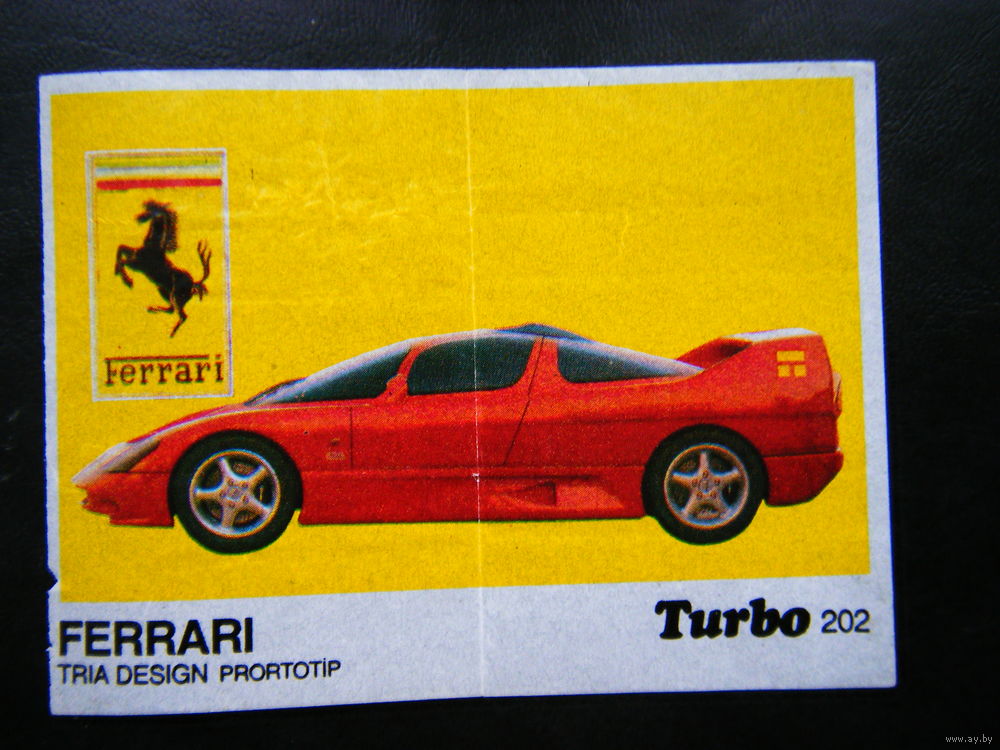 Ferrari
FERRARI
TRIA DESIGN PRORTOTİP
Turbo 202
www.ay.by